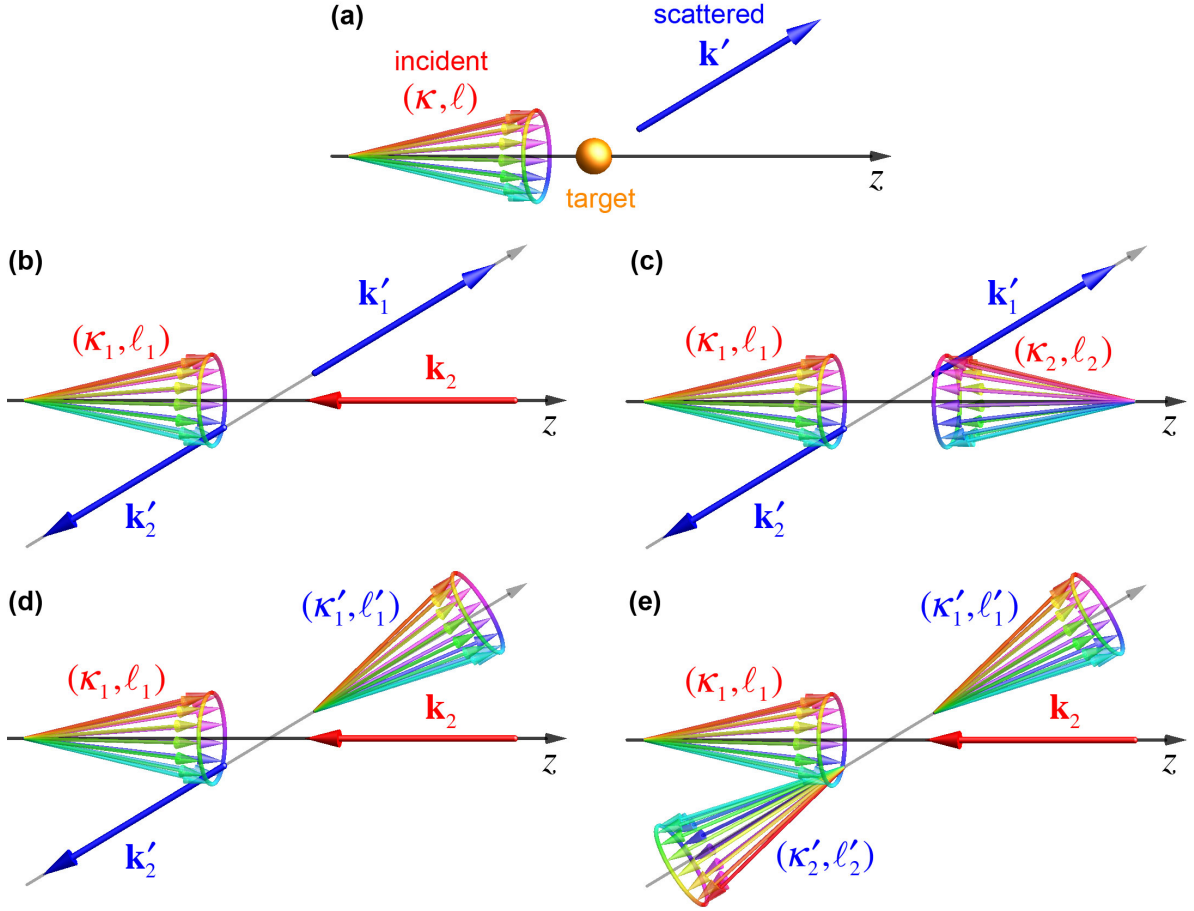 (a)
scattered
k′
incident
(κ,ℓ)
target
z
(b)
k′₁
(κ₁,ℓ₁)
k₂
z
k′₂
(c)
k′₁
(κ₁,ℓ₁)
(κ₂,ℓ₂)
z
k′₂
(d)
(κ′₁,ℓ′₁)
(κ₁,ℓ₁)
k₂
z
k′₂
(e)
(κ′₁,ℓ′₁)
(κ₁,ℓ₁)
k₂
z
(κ′₂,ℓ′₂)